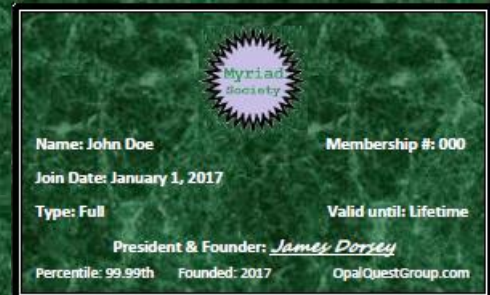 Myriad
Society
Name: John Doe Membership #: 000
Join Date: January 1, 2017
Type: Full Valid until: Lifetime
President & Founder: James Dorsey
Percentile: 99.99th Founded: 2017 OpalQuestGroup.com